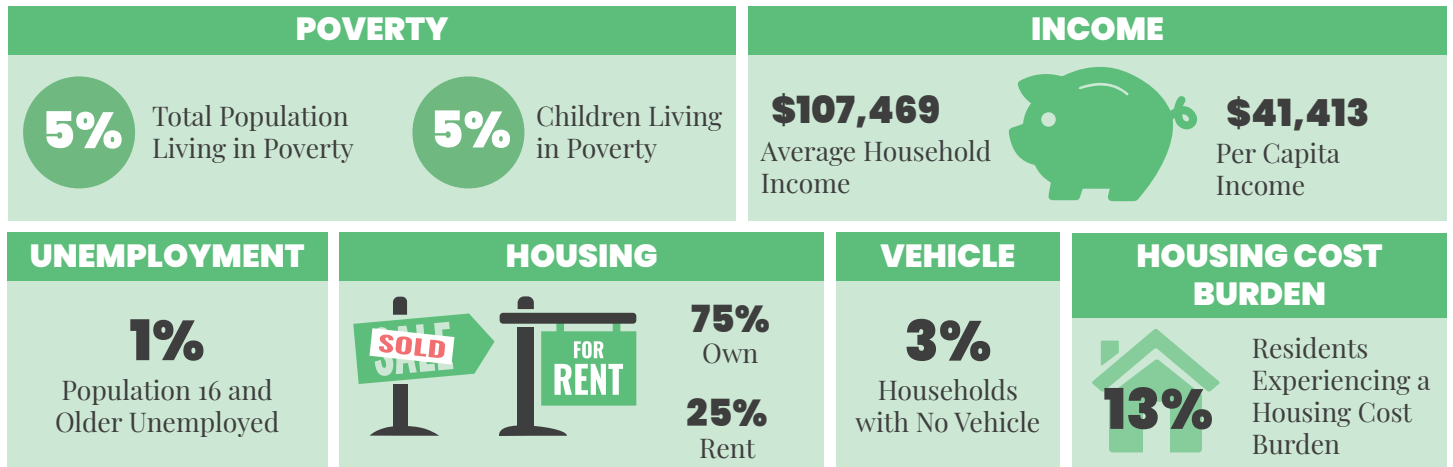 POVERTY
5%
Total Population
Living in Poverty
5%
Children Living
in Poverty
INCOME
$107,469
Average Household
Income
$41,413
Per Capita
Income
UNEMPLOYMENT
1%
Population 16 and
Older Unemployed
HOUSING
SALE
SOLD
FOR
RENT
75%
Own
25%
Rent
VEHICLE
3%
Households
with No Vehicle
HOUSING COST
BURDEN
13%
Residents
Experiencing a
Housing Cost
Burden